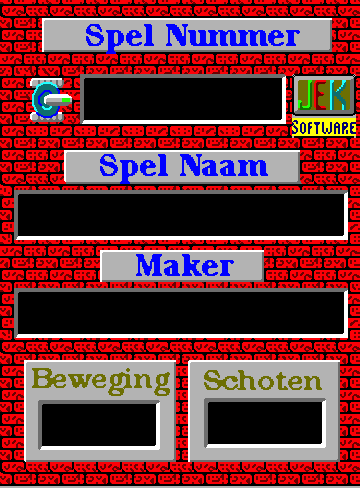 Spel Nummer
JEK
SOFTWARE
Spel Naam
Maker
Beweging
Schoten